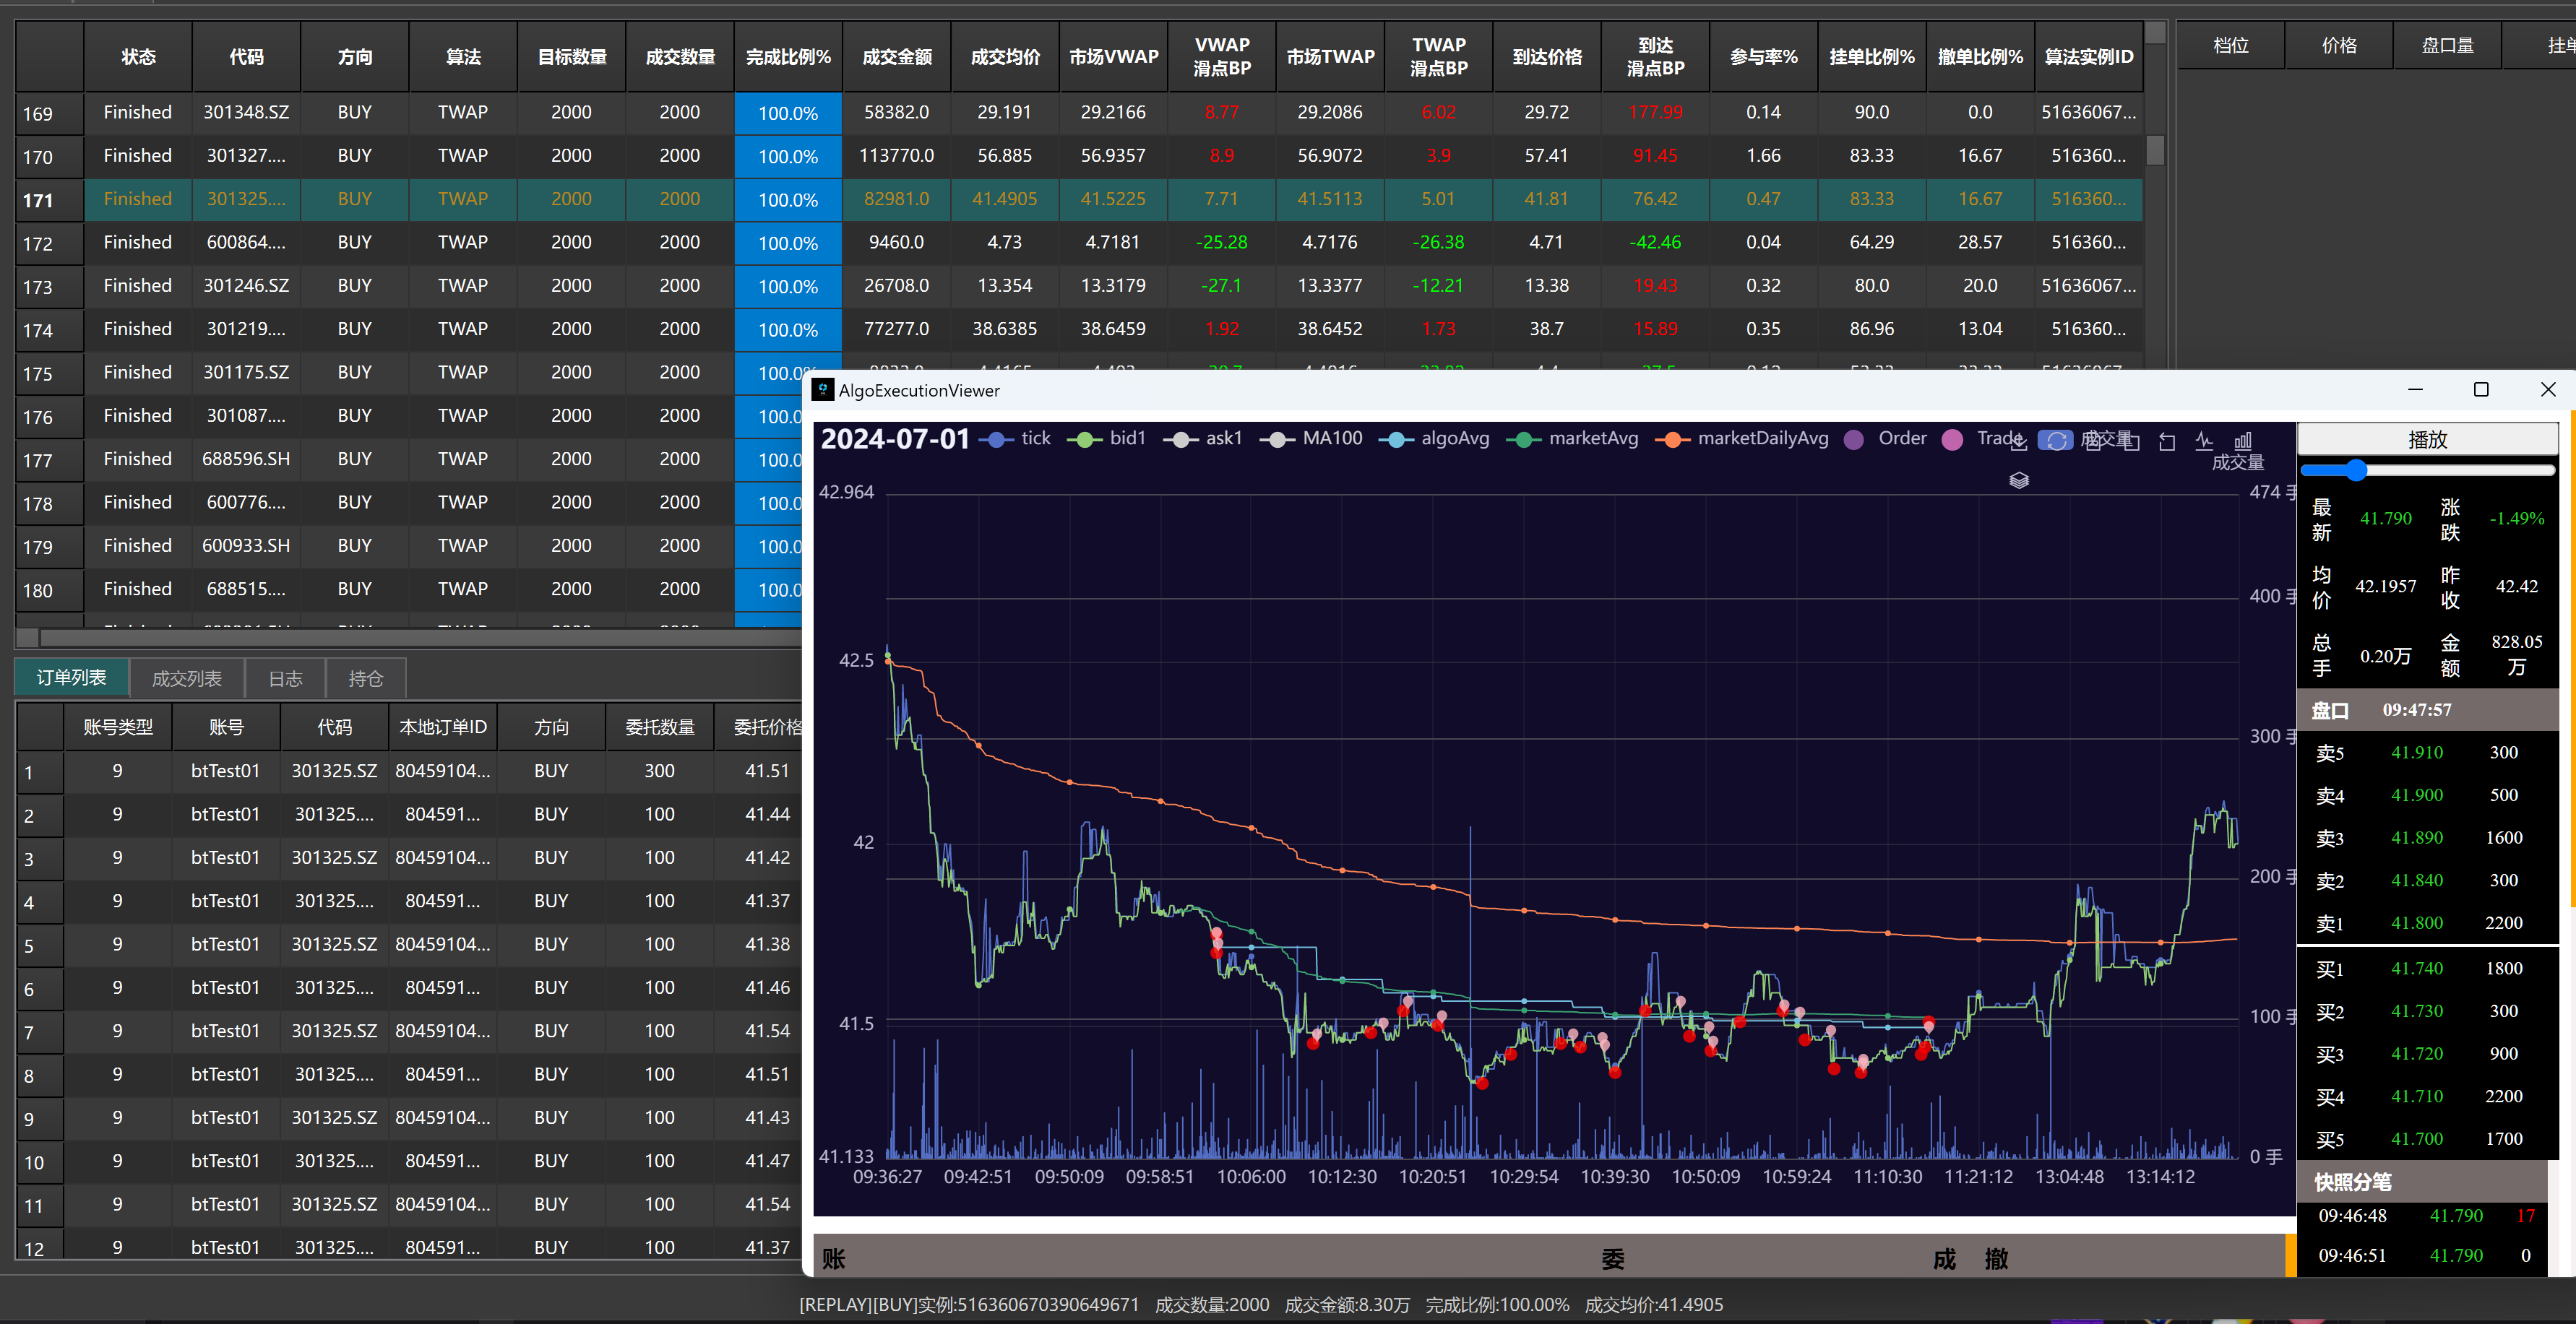 状态 代码 方向 算法 目标数量 成交数量 完成比例% 成交金额 成交均价 市场VWAP VWAP滑点BP 市场TWAP TWAP滑点BP 到达价格 到达滑点BP 参与率% 挂单比例% 撤单比例% 算法实例ID
169 Finished 301348.SZ BUY TWAP 2000 2000 100.0% 58382.0 29.191 29.2166 8.77 29.2086 6.02 29.72 177.99 0.14 90.0 0.0 51636067...
170 Finished 301327.... BUY TWAP 2000 2000 100.0% 113770.0 56.885 56.9357 8.9 56.9072 3.9 57.41 91.45 1.66 83.33 16.67 516360...
171 Finished 301325.... BUY TWAP 2000 2000 100.0% 82981.0 41.4905 41.5225 7.71 41.5113 5.01 41.81 76.42 0.47 83.33 16.67 516360...
172 Finished 600864.... BUY TWAP 2000 2000 100.0% 9460.0 4.73 4.7181 -25.28 4.7176 -26.38 4.71 -42.46 0.04 64.29 28.57 516360...
173 Finished 301246.SZ BUY TWAP 2000 2000 100.0% 26708.0 13.354 13.3179 -27.1 13.3377 -12.21 13.38 19.43 0.32 80.0 20.0 51636067...
174 Finished 301219.... BUY TWAP 2000 2000 100.0% 77277.0 38.6385 38.6459 1.92 38.6452 1.73 38.7 15.89 0.35 86.96 13.04 516360...
175 Finished 301175.SZ BUY TWAP 2000 2000
176 Finished 301087.... BUY TWAP 2000 2000 100.0
177 Finished 688596.SH BUY TWAP 2000 2000 100.0
178 Finished 600776.... BUY TWAP 2000 2000 100.0
179 Finished 600933.SH BUY TWAP 2000 2000 100.0
180 Finished 688515.... BUY TWAP 2000 2000 100.0
档位 价格 盘口量 挂单
订单列表 成交列表 日志 持仓
账号类型 账号 代码 本地订单ID 方向 委托数量 委托价格
1 9 btTest01 301325.SZ 80459104... BUY 300 41.51
2 9 btTest01 301325.... 804591... BUY 100 41.44
3 9 btTest01 301325.SZ 80459104... BUY 100 41.42
4 9 btTest01 301325.... 804591... BUY 100 41.37
5 9 btTest01 301325.SZ 80459104... BUY 100 41.38
6 9 btTest01 301325.... 804591... BUY 100 41.46
7 9 btTest01 301325.SZ 80459104... BUY 100 41.54
8 9 btTest01 301325.... 804591... BUY 100 41.51
9 9 btTest01 301325.SZ 80459104... BUY 100 41.43
10 9 btTest01 301325.... 804591... BUY 100 41.47
11 9 btTest01 301325.SZ 80459104... BUY 100 41.54
12 9 btTest01 301325.... 804591... BUY 100 41.37
AlgoExecutionViewer
2024-07-01 tick bid1 ask1 MA100 algoAvg marketAvg marketDailyAvg Order Trade 成交量
成交量
42.964
42.5
42
41.5
41.133
474 手
400 手
300 手
200 手
100 手
0 手
09:36:27 09:42:51 09:50:09 09:58:51 10:06:00 10:12:30 10:20:51 10:29:54 10:39:30 10:50:09 10:59:24 11:10:30 11:21:12 13:04:48 13:14:12
账 委 成 撤
播放
最新 41.790 涨跌 -1.49%
均价 42.1957 昨收 42.42
总手 0.20万 金额 828.05万
盘口 09:47:57
卖5 41.910 300
卖4 41.900 500
卖3 41.890 1600
卖2 41.840 300
卖1 41.800 2200
买1 41.740 1800
买2 41.730 300
买3 41.720 900
买4 41.710 2200
买5 41.700 1700
快照分笔
09:46:48 41.790 17
09:46:51 41.790 0
[REPLAY][BUY]实例:516360670390649671 成交数量:2000 成交金额:8.30万 完成比例:100.00% 成交均价:41.4905